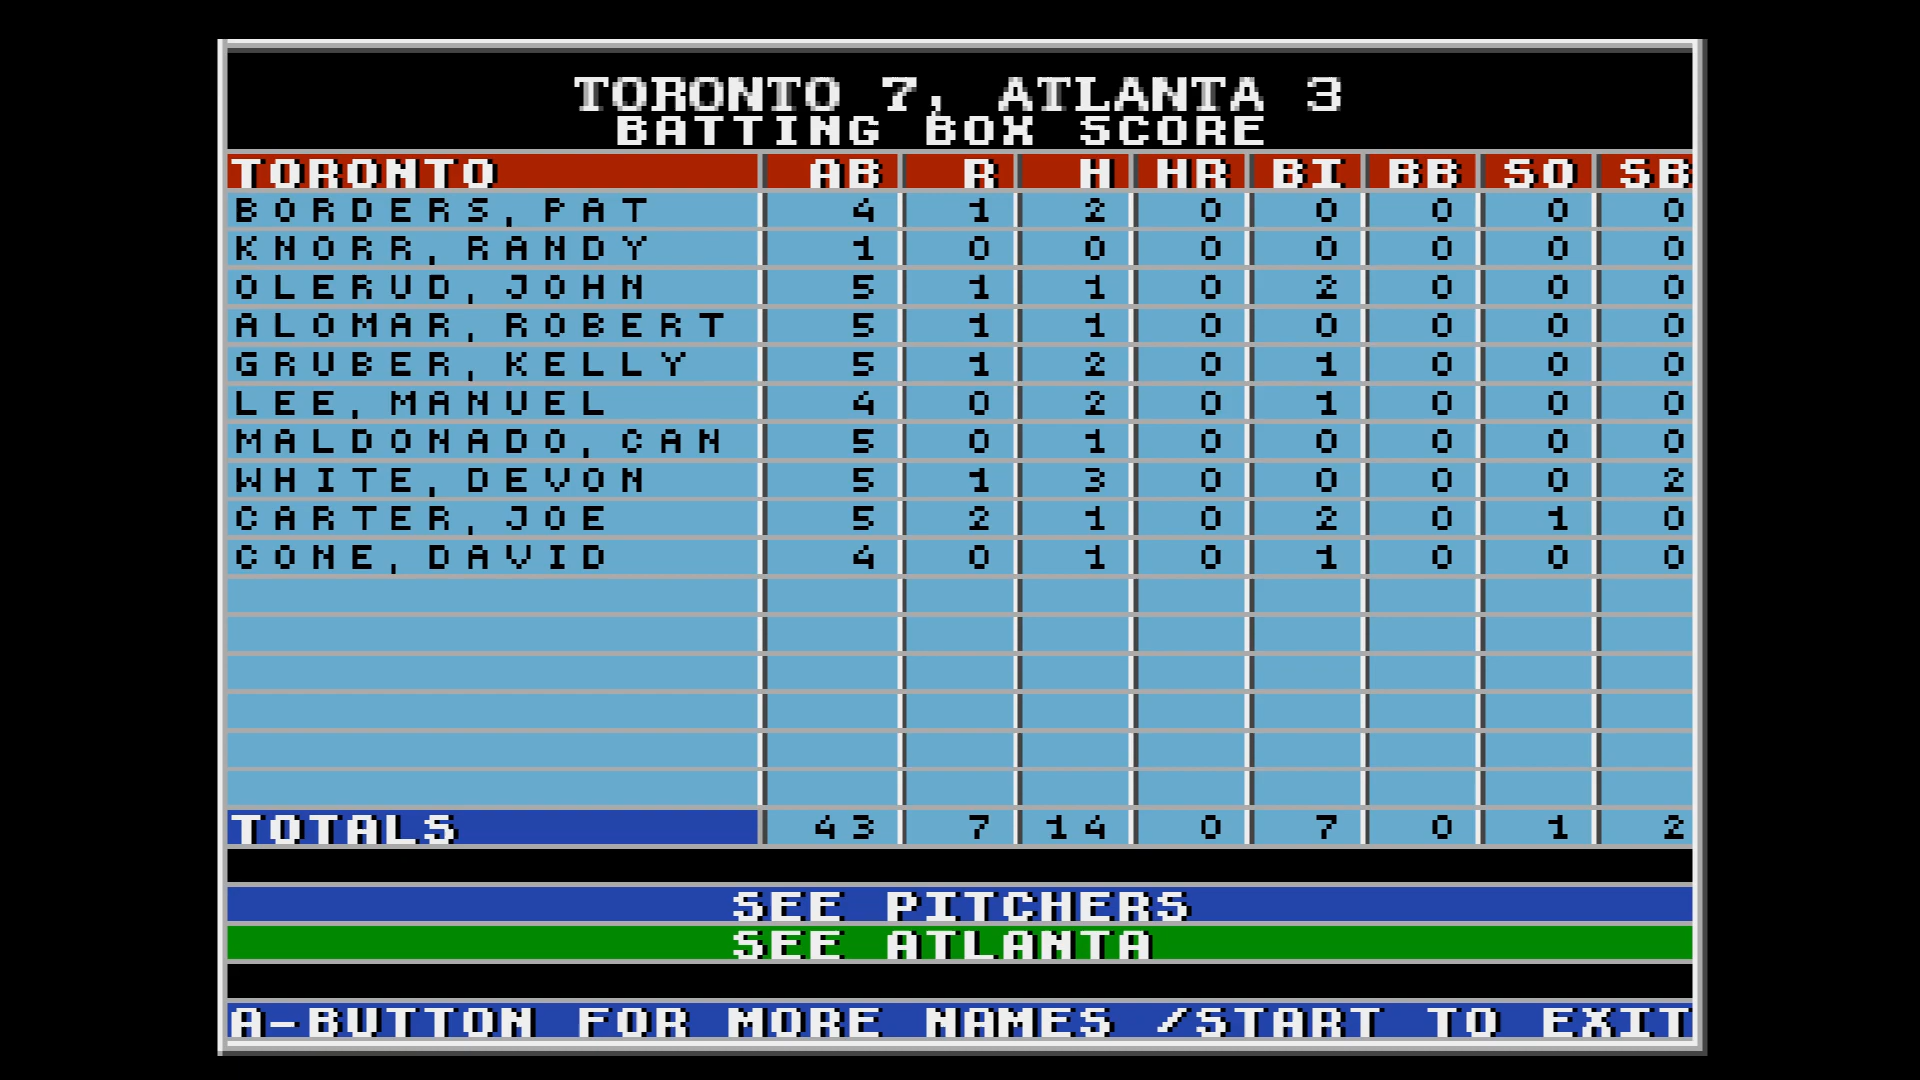 TORONTO 7, ATLANTA 3
BATTING BOX SCORE
TORONTO AB R H HR BI BB SO SB
BORDERS, PAT 4 1 2 0 0 0 0 0
KNORR, RANDY 1 0 0 0 0 0 0 0
OLERUD, JOHN 5 1 1 0 2 0 0 0
ALOMAR, ROBERT 5 1 1 0 0 0 0 0
GRUBER, KELLY 5 1 2 0 1 0 0 0
LEE, MANUEL 4 0 2 0 1 0 0 0
MALDONADO, CAN 5 0 1 0 0 0 0 0
WHITE, DEVON 5 1 3 0 0 0 0 2
CARTER, JOE 5 2 1 0 2 0 1 0
CONE, DAVID 4 0 1 0 1 0 0 0
TOTALS 43 7 14 0 7 0 1 2
SEE PITCHERS
SEE ATLANTA
A-BUTTON FOR MORE NAMES /START TO EXIT